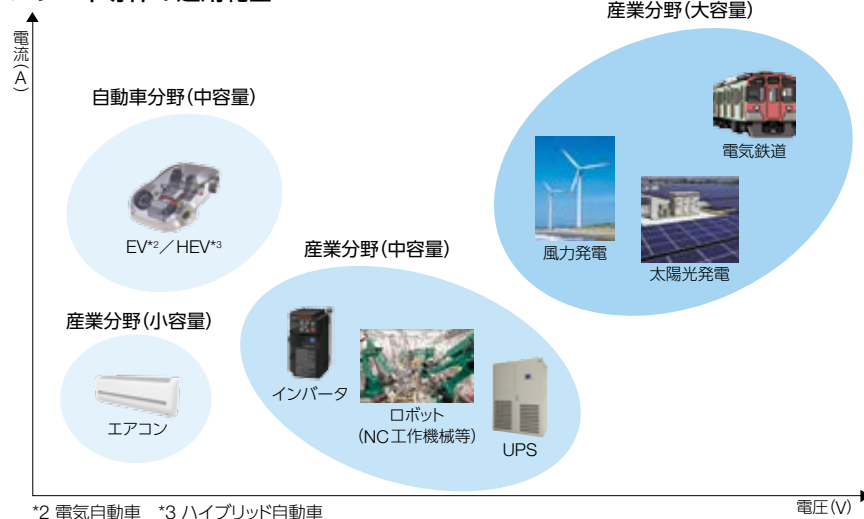 産業分野(大容量)
電流(A)
自動車分野(中容量)
電気鉄道
EV*2／HEV*3
産業分野(中容量)
風力発電
太陽光発電
産業分野(小容量)
インバータ
ロボット
(NC工作機械等)
エアコン
UPS
電圧(V)
*2 電気自動車 *3 ハイブリッド自動車